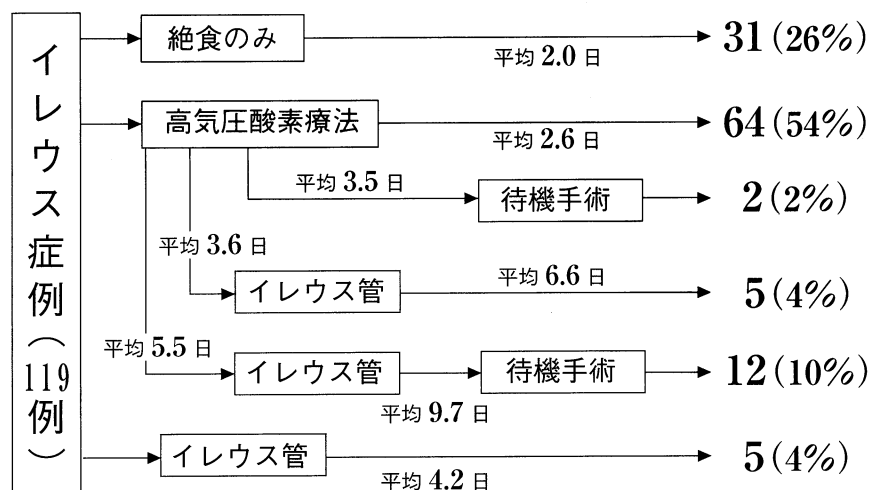 イレウス症例(119例)
絶食のみ
平均 2.0 日
31(26%)
高気圧酸素療法
平均 2.6 日
64(54%)
平均 3.5 日
待機手術
2(2%)
平均 3.6 日
イレウス管
平均 6.6 日
5(4%)
平均 5.5 日
イレウス管
待機手術
12(10%)
平均 9.7 日
イレウス管
平均 4.2 日
5(4%)